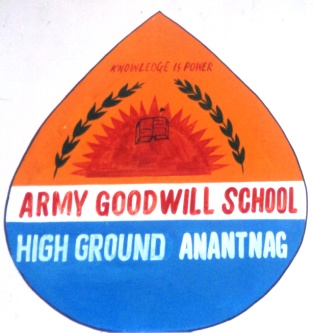 KNOWLEDGE IS POWER
ARMY GOODWILL SCHOOL
HIGH GROUND ANANTNAG